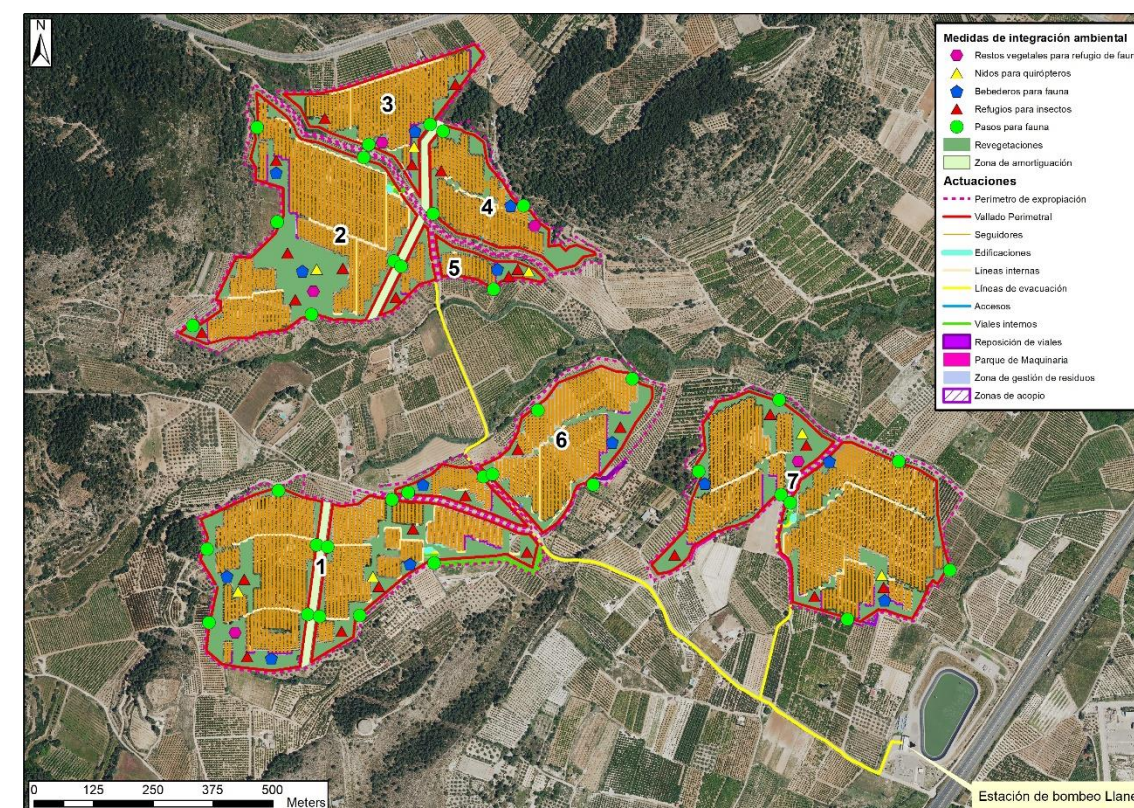 N
Medidas de integración ambiental
Restos vegetales para refugio de faun
Nidos para quirópteros
Bebederos para fauna
Refugios para insectos
Pasos para fauna
Revegetaciones
Zona de amortiguación
Actuaciones
Perímetro de expropiación
Vallado Perimetral
Seguidores
Edificaciones
Lineas internas
Líneas de evacuación
Accesos
Viales internos
Reposición de viales
Parque de Maquinaria
Zona de gestión de residuos
Zonas de acopio
3
2
4
5
6
7
1
0 125 250 375 500
Meters
Estación de bombeo Llane